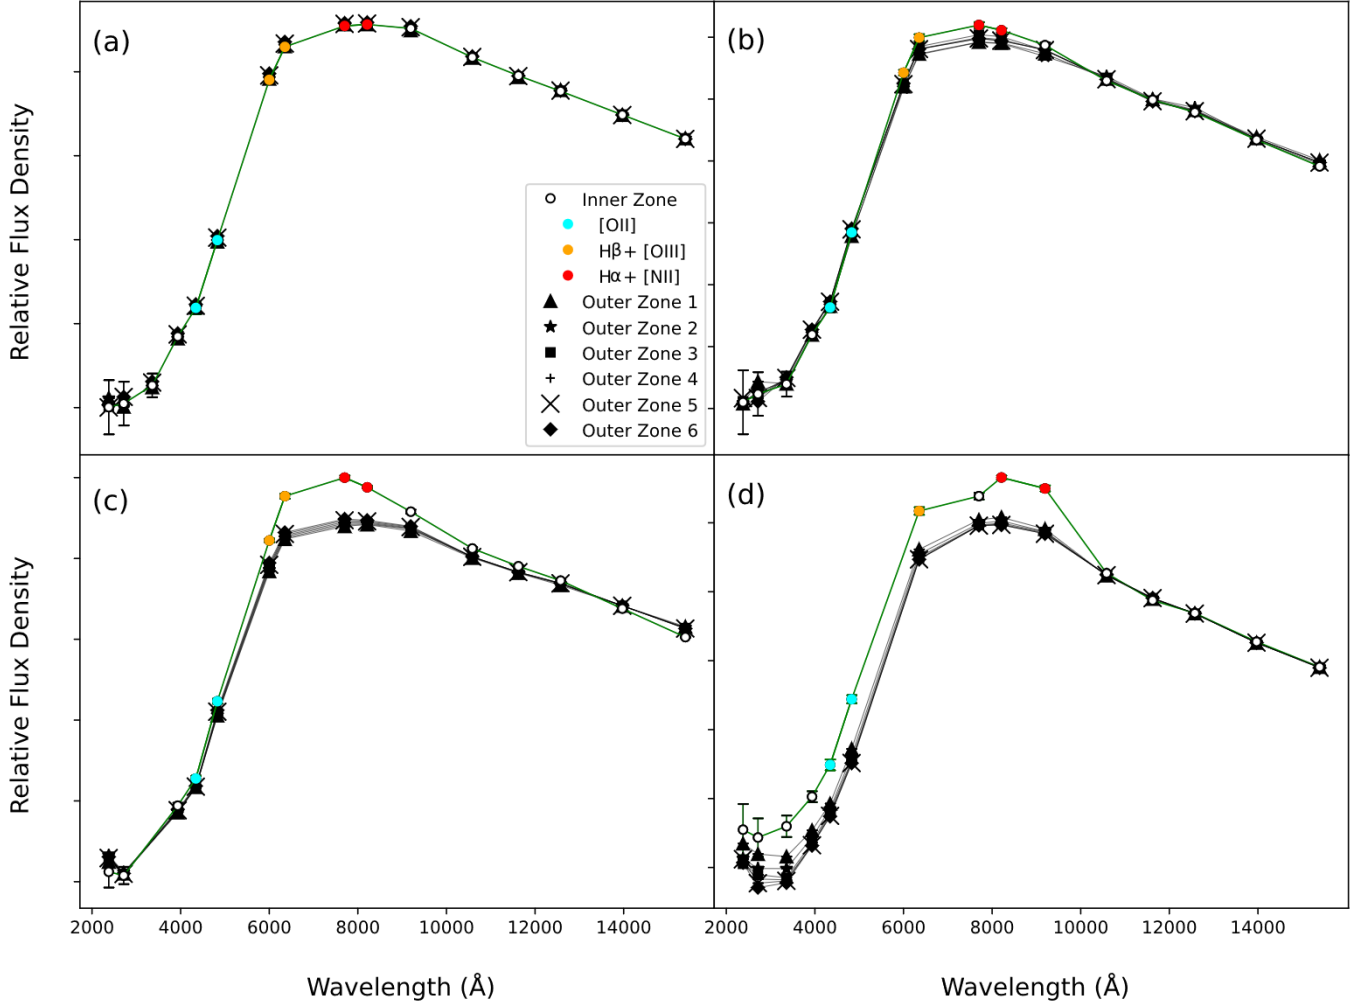 (a)
(b)
Relative Flux Density
Inner Zone
[OII]
Hβ+ [OIII]
Hα+ [NII]
Outer Zone 1
Outer Zone 2
Outer Zone 3
Outer Zone 4
Outer Zone 5
Outer Zone 6
(c)
(d)
Relative Flux Density
2000 4000 6000 8000 10000 12000 14000
2000 4000 6000 8000 10000 12000 14000
Wavelength (Å)
Wavelength (Å)